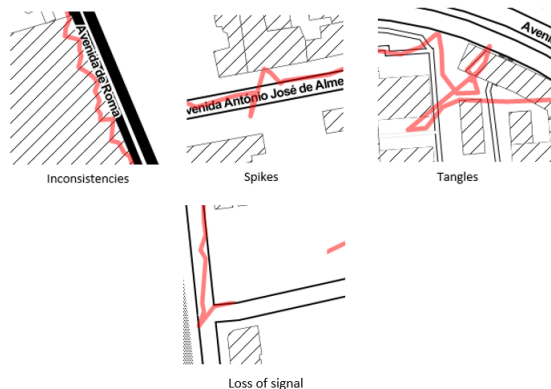 Avenida de Roma
Inconsistencies
venida António José de Alme
Spikes
Aven
Tangles
Loss of signal